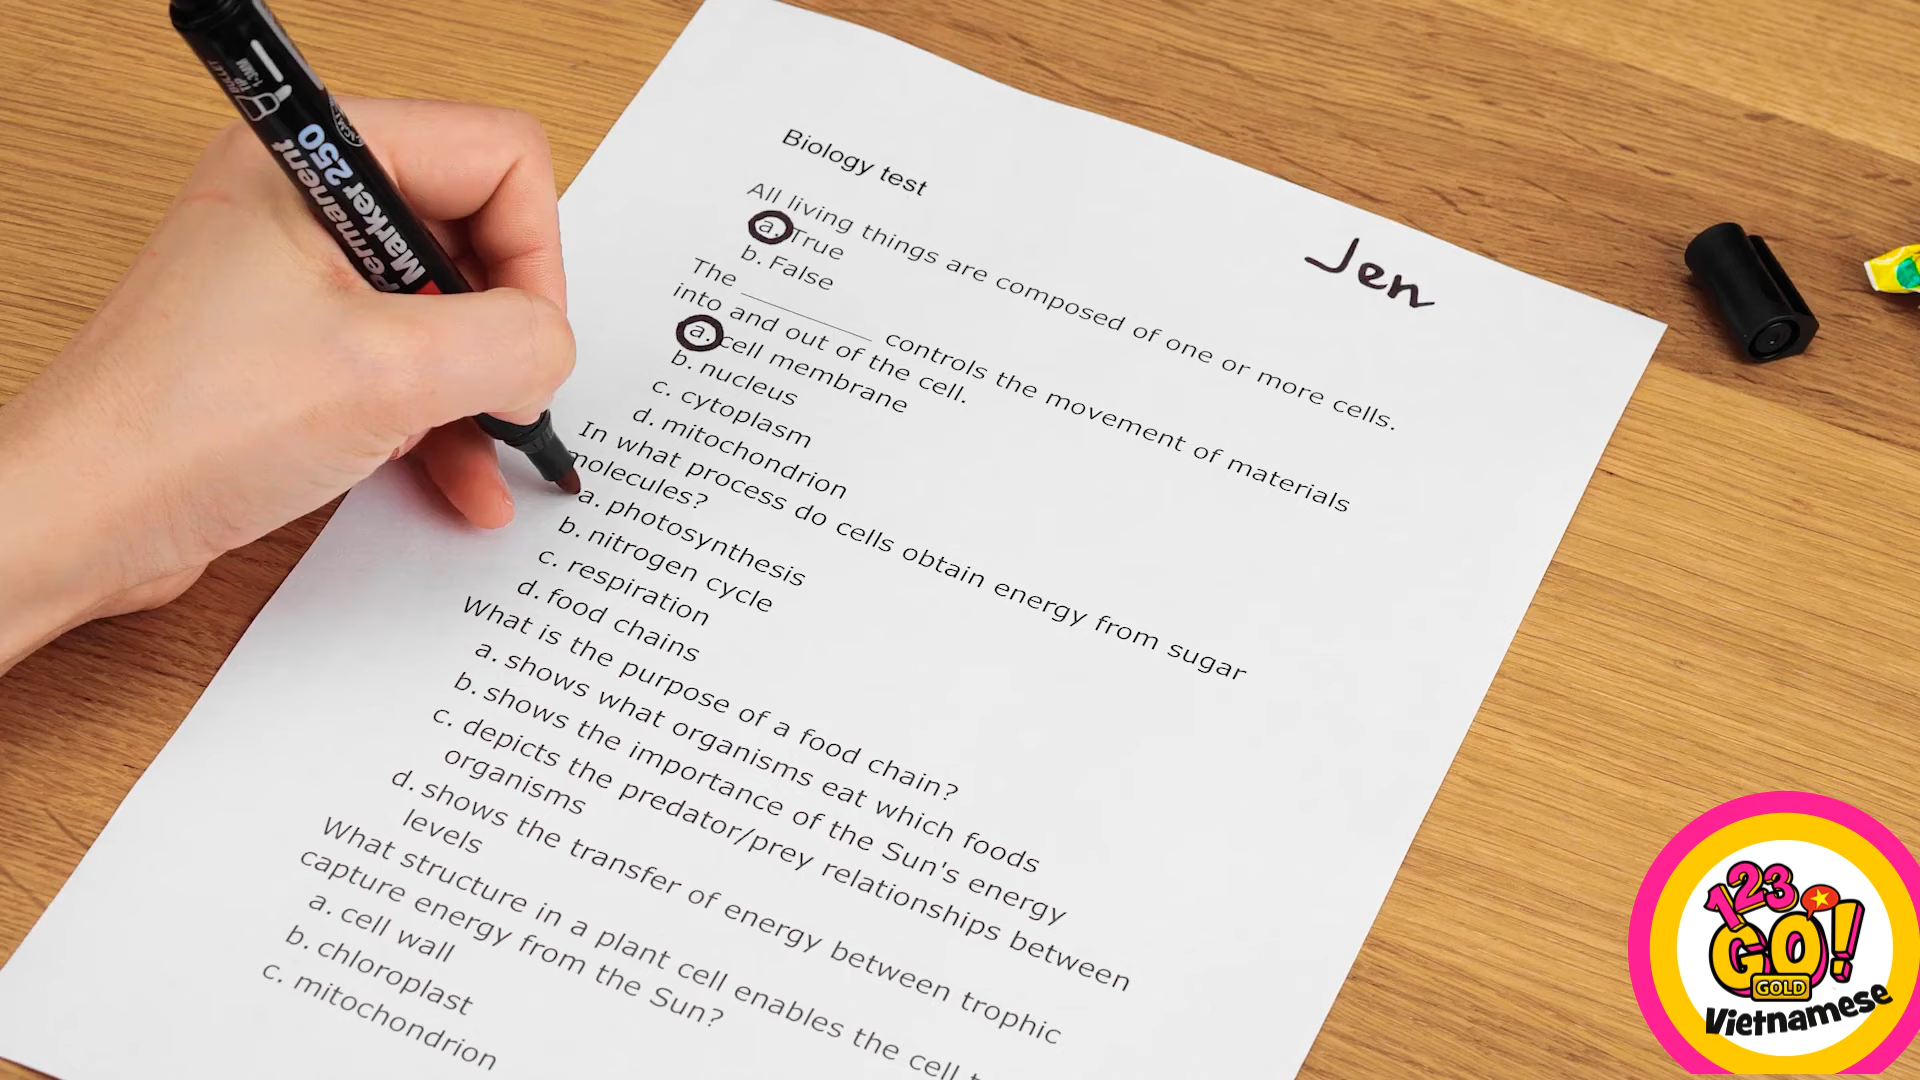 Permanent
Marker 250
BULLET
TIP
1-3MM
Biology test
Jen
All living things are composed of one or more cells.
a. True
b. False
The __________ controls the movement of materials
into and out of the cell.
a. cell membrane
b. nucleus
c. cytoplasm
d. mitochondrion
In what process do cells obtain energy from sugar
molecules?
a. photosynthesis
b. nitrogen cycle
c. respiration
d. food chains
What is the purpose of a food chain?
a. shows what organisms eat which foods
b. shows the importance of the Sun's energy
c. depicts the predator/prey relationships between
organisms
d. shows the transfer of energy between trophic
levels
What structure in a plant cell enables the cell
capture energy from the Sun?
a. cell wall
b. chloroplast
c. mitochondrion
123
GO!
GOLD
Vietnamese